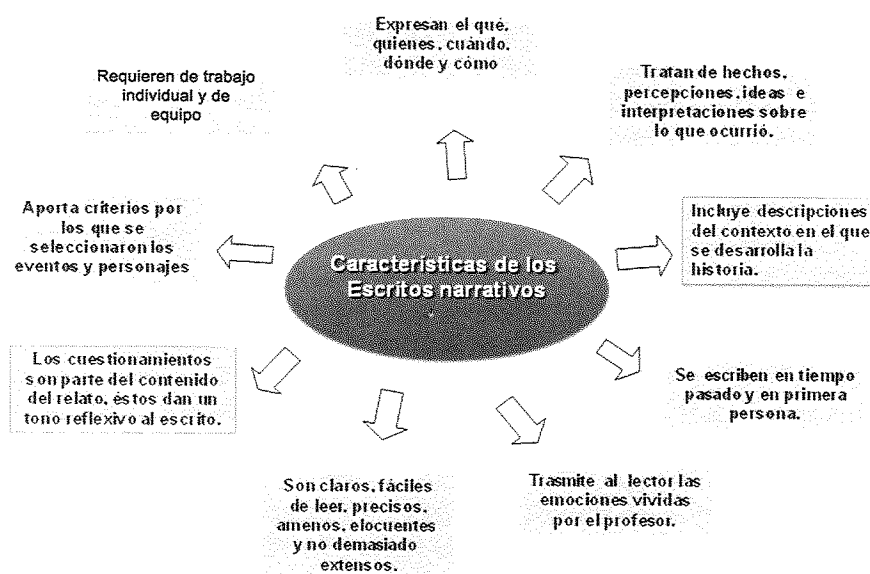 Expresan el qué,
quienes, cuándo,
dónde y cómo
Requieren de trabajo
individual y de
equipo
Tratan de hechos,
percepciones, ideas e
interpretaciones sobre
lo que ocurrió.
Aporta criterios por
los que se
seleccionaron los
eventos y personajes
Incluye descripciones
del contexto en el que
se desarrolla la
historia.
Características de los
Escritos narrativos
Los cuestionamientos
son parte del contenido
del relato, éstos dan un
tono reflexivo al escrito.
Se escriben en tiempo
pasado y en primera
persona.
Son claros, fáciles
de leer, precisos,
amenos, elocuentes
y no demasiado
extensos.
Trasmite al lector las
emociones vividas
por el profesor.